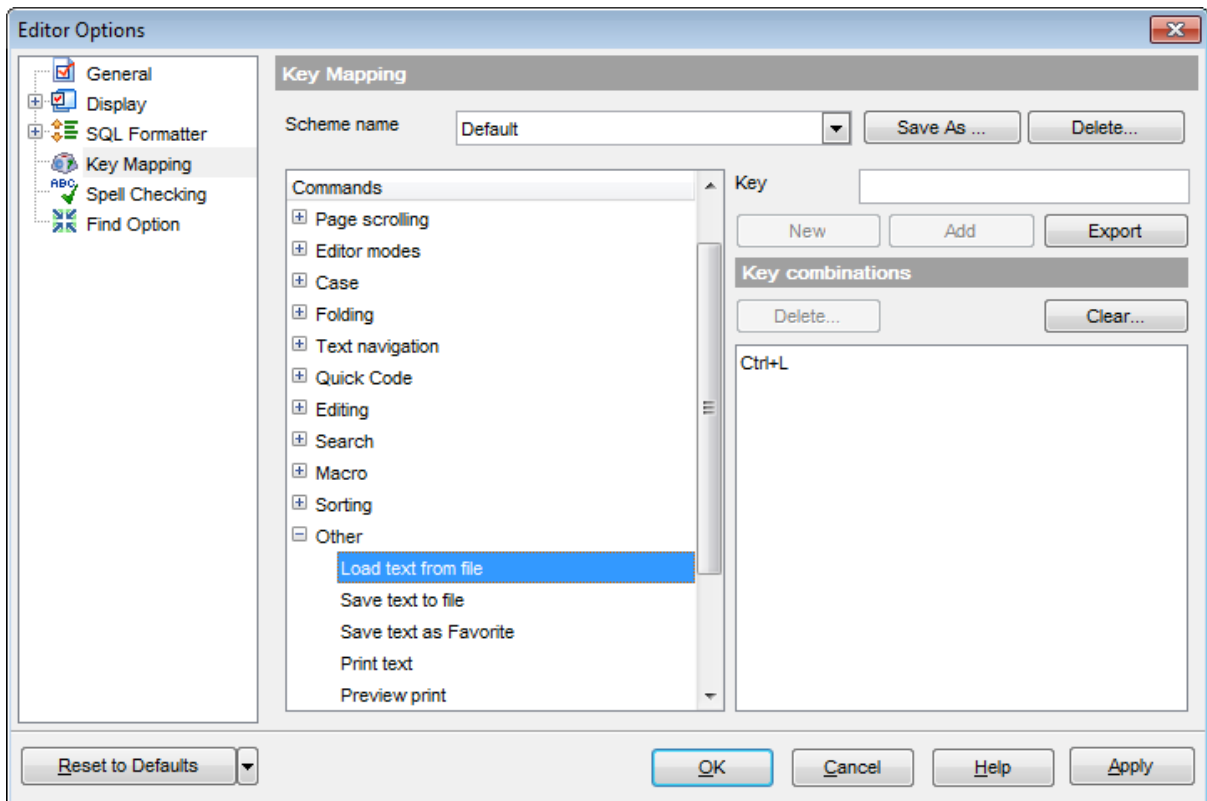 Editor Options
General
Display
SQL Formatter
Key Mapping
ABC
Spell Checking
Find Option
Key Mapping
Scheme name
Default
Save As ...
Delete...
Commands
Page scrolling
Editor modes
Case
Folding
Text navigation
Quick Code
Editing
Search
Macro
Sorting
Other
Load text from file
Save text to file
Save text as Favorite
Print text
Preview print
Key
New
Add
Export
Key combinations
Delete...
Clear...
Ctrl+L
Reset to Defaults
OK
Cancel
Help
Apply